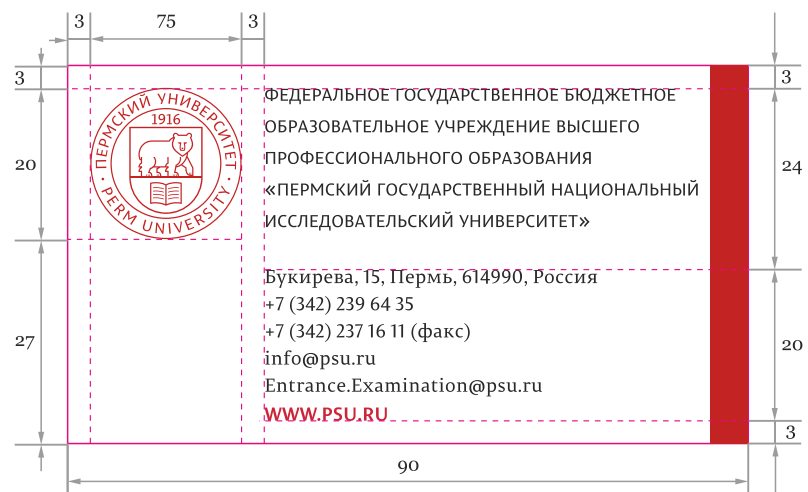 3 75 3
3
3
ПЕРМСКИЙ УНИВЕРСИТЕТ
1916
PERM UNIVERSITY
20
ФЕДЕРАЛЬНОЕ ГОСУДАРСТВЕННОЕ БЮДЖЕТНОЕ
ОБРАЗОВАТЕЛЬНОЕ УЧРЕЖДЕНИЕ ВЫСШЕГО
ПРОФЕССИОНАЛЬНОГО ОБРАЗОВАНИЯ
«ПЕРМСКИЙ ГОСУДАРСТВЕННЫЙ НАЦИОНАЛЬНЫЙ
ИССЛЕДОВАТЕЛЬСКИЙ УНИВЕРСИТЕТ»
24
Букирева, 15, Пермь, 614990, Россия
+7 (342) 239 64 35
+7 (342) 237 16 11 (факс)
info@psu.ru
Entrance.Examination@psu.ru
WWW.PSU.RU
27
20
3
90